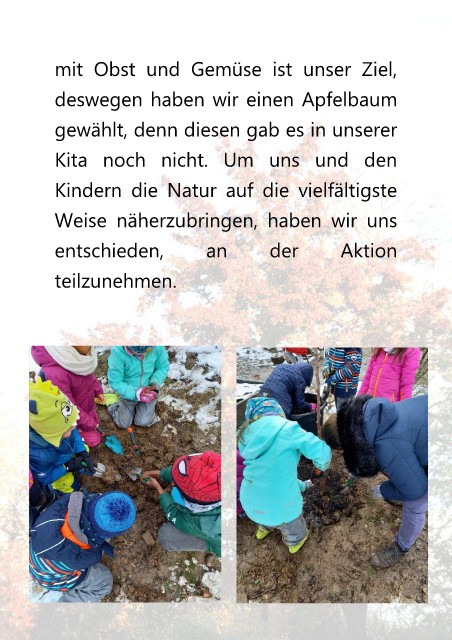 mit Obst und Gemüse ist unser Ziel,
deswegen haben wir einen Apfelbaum
gewählt, denn diesen gab es in unserer
Kita noch nicht. Um uns und den
Kindern die Natur auf die vielfältigste
Weise näherzubringen, haben wir uns
entschieden, an der Aktion
teilzunehmen.